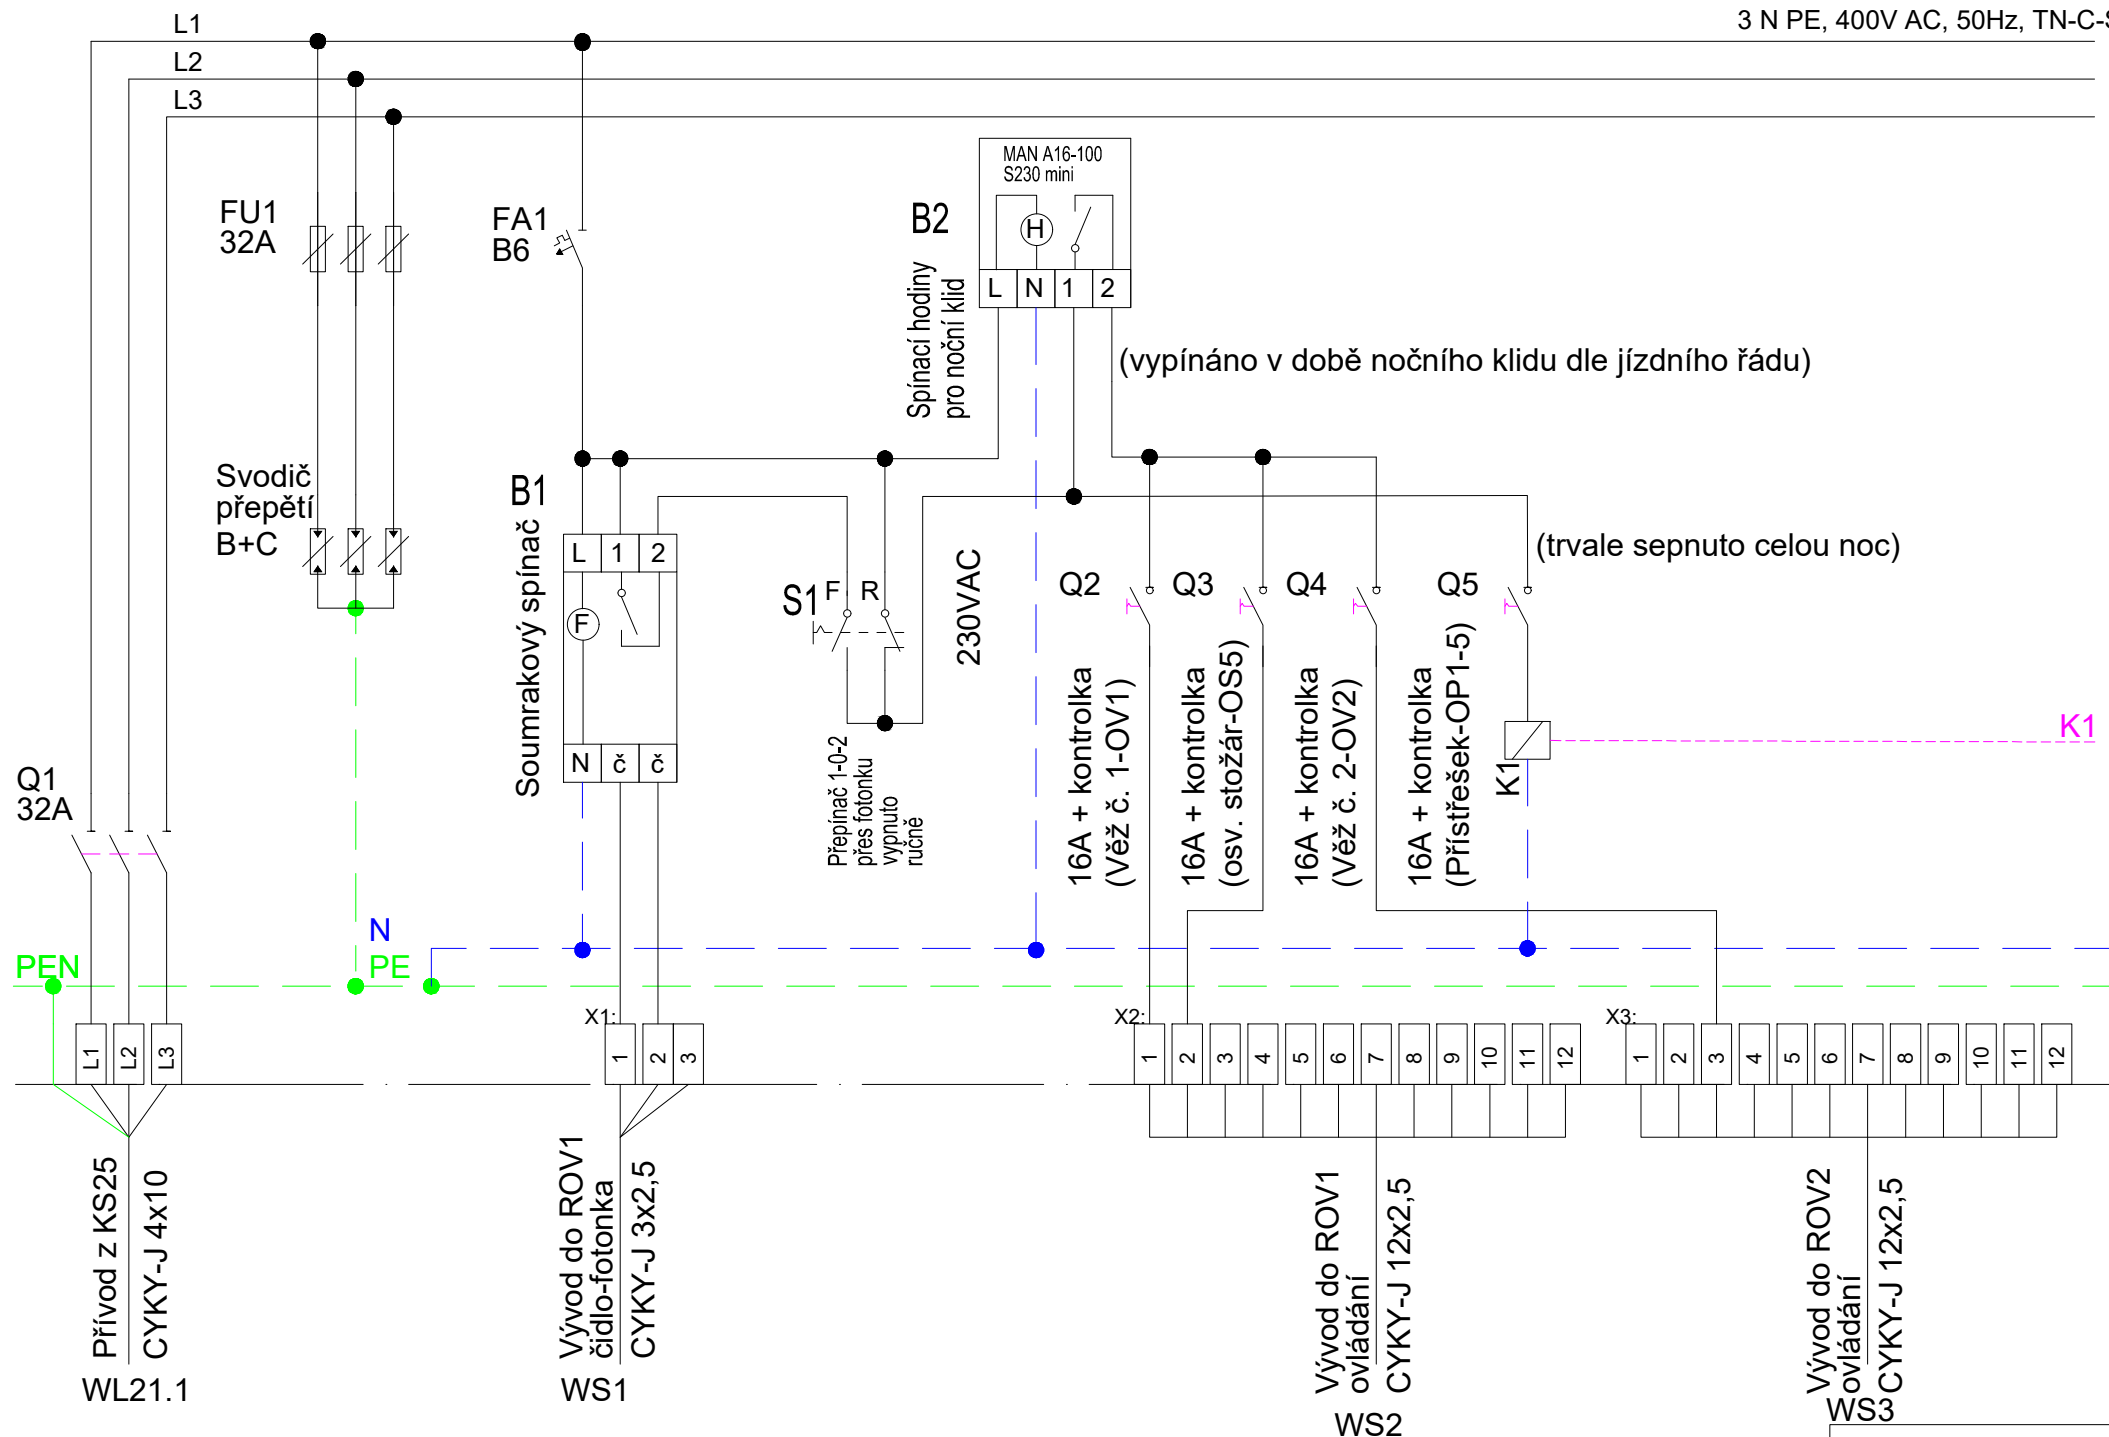 3 N PE, 400V AC, 50Hz, TN-C-S
L1
L2
L3
FU1
32A
FA1
B6
MAN A16-100
S230 mini
H
L N 1 2
B2
Spínací hodiny
pro noční klid
(vypínáno v době nočního klidu dle jízdního řádu)
Svodič
přepětí
B+C
B1
Soumrakový spínač
L 1 2
F
N č č
S1
F R
Přepínač 1-0-2
přes fotonku
vypnuto
ručně
230VAC
(trvale sepnuto celou noc)
Q2
16A + kontrolka
(Věž č. 1-OV1)
Q3
16A + kontrolka
(osv. stožár-OS5)
Q4
16A + kontrolka
(Věž č. 2-OV2)
Q5
16A + kontrolka
(Přístřešek-OP1-5)
K1
K1
Q1
32A
N
PEN
PE
L1 L2 L3
X1:
1 2 3
X2:
1 2 3 4 5 6 7 8 9 10 11 12
X3:
1 2 3 4 5 6 7 8 9 10 11 12
Přívod z KS25
CYKY-J 4x10
WL21.1
Vývod do ROV1
čidlo-fotonka
CYKY-J 3x2,5
WS1
Vývod do ROV1
ovládání
CYKY-J 12x2,5
WS2
Vývod do ROV2
ovládání
CYKY-J 12x2,5
WS3